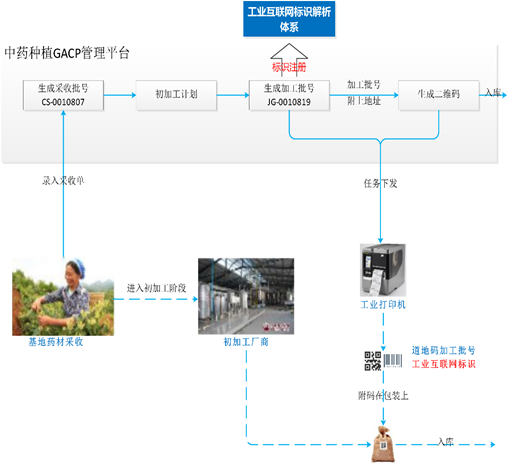 工业互联网标识解析
体系
中药种植GACP管理平台
标识注册
生成采收批号
CS-0010807
初加工计划
生成加工批号
JG-0010819
加工批号
附上地址
生成二维码
入库
录入采收单
任务下发
进入初加工阶段
工业打印机
基地药材采收
初加工厂商
道地码加工批号
工业互联网标识
附码在包装上
入库